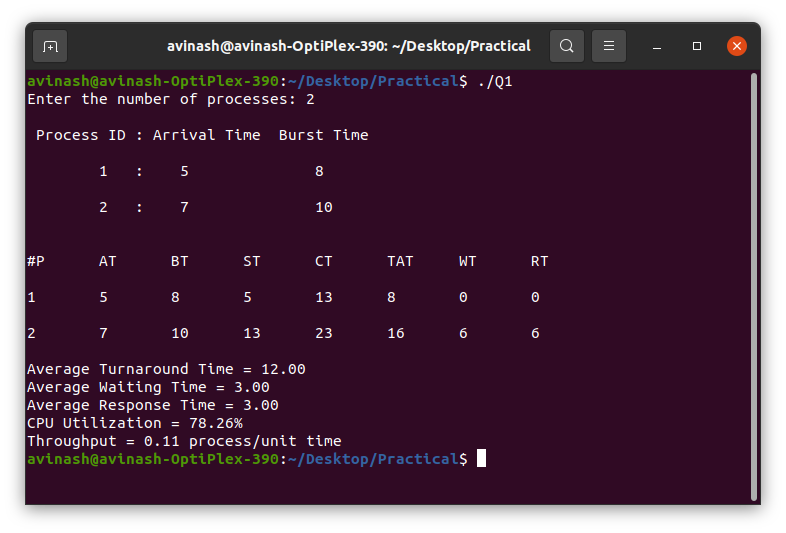 avinash@avinash-OptiPlex-390: ~/Desktop/Practical
avinash@avinash-OptiPlex-390:~/Desktop/Practical$ ./Q1
Enter the number of processes: 2
Process ID : Arrival Time  Burst Time
1   :    5              8
2   :    7              10
#P      AT      BT      ST      CT      TAT     WT      RT
1       5       8       5       13      8       0       0
2       7       10      13      23      16      6       6
Average Turnaround Time = 12.00
Average Waiting Time = 3.00
Average Response Time = 3.00
CPU Utilization = 78.26%
Throughput = 0.11 process/unit time
avinash@avinash-OptiPlex-390:~/Desktop/Practical$